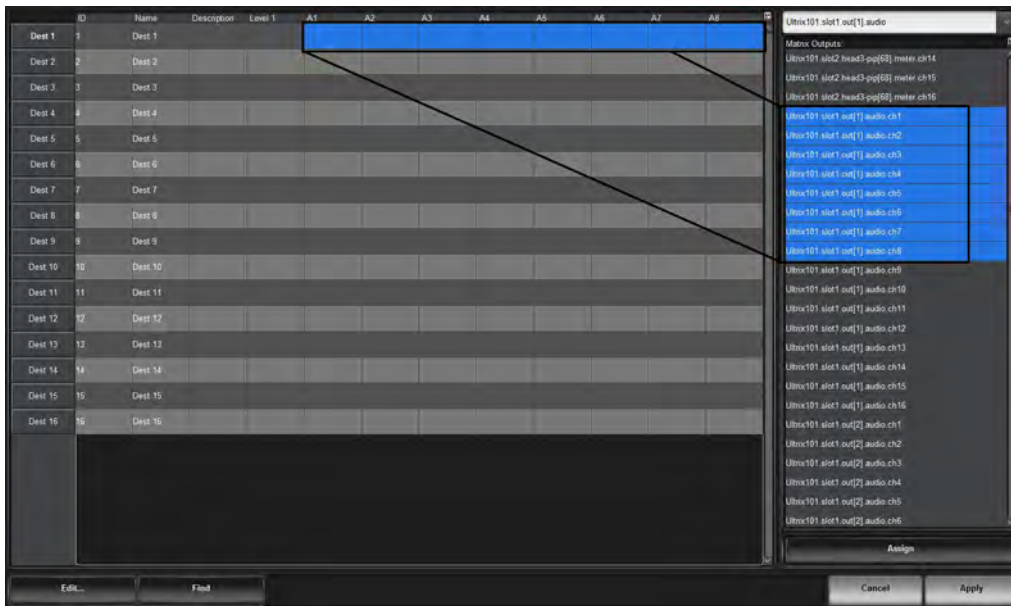 ID Name Description Level 1 A1 A2 A3 A4 A5 A6 A7 A8
Dest 1 1 Dest 1
Dest 2 2 Dest 2
Dest 3 3 Dest 3
Dest 4 4 Dest 4
Dest 5 5 Dest 5
Dest 6 6 Dest 6
Dest 7 7 Dest 7
Dest 8 8 Dest 8
Dest 9 9 Dest 9
Dest 10 10 Dest 10
Dest 11 11 Dest 11
Dest 12 12 Dest 12
Dest 13 13 Dest 13
Dest 14 14 Dest 14
Dest 15 15 Dest 15
Dest 16 16 Dest 16
Edit... Find
Ultrix101.slot1.out[1].audio
Matrix Outputs:
Ultrix101.slot2.head3-pip[68].meter.ch14
Ultrix101.slot2.head3-pip[68].meter.ch15
Ultrix101.slot2.head3-pip[68].meter.ch16
Ultrix101.slot1.out[1].audio.ch1
Ultrix101.slot1.out[1].audio.ch2
Ultrix101.slot1.out[1].audio.ch3
Ultrix101.slot1.out[1].audio.ch4
Ultrix101.slot1.out[1].audio.ch5
Ultrix101.slot1.out[1].audio.ch6
Ultrix101.slot1.out[1].audio.ch7
Ultrix101.slot1.out[1].audio.ch8
Ultrix101.slot1.out[1].audio.ch9
Ultrix101.slot1.out[1].audio.ch10
Ultrix101.slot1.out[1].audio.ch11
Ultrix101.slot1.out[1].audio.ch12
Ultrix101.slot1.out[1].audio.ch13
Ultrix101.slot1.out[1].audio.ch14
Ultrix101.slot1.out[1].audio.ch15
Ultrix101.slot1.out[1].audio.ch16
Ultrix101.slot1.out[2].audio.ch1
Ultrix101.slot1.out[2].audio.ch2
Ultrix101.slot1.out[2].audio.ch3
Ultrix101.slot1.out[2].audio.ch4
Ultrix101.slot1.out[2].audio.ch5
Ultrix101.slot1.out[2].audio.ch6
Assign
Cancel Apply